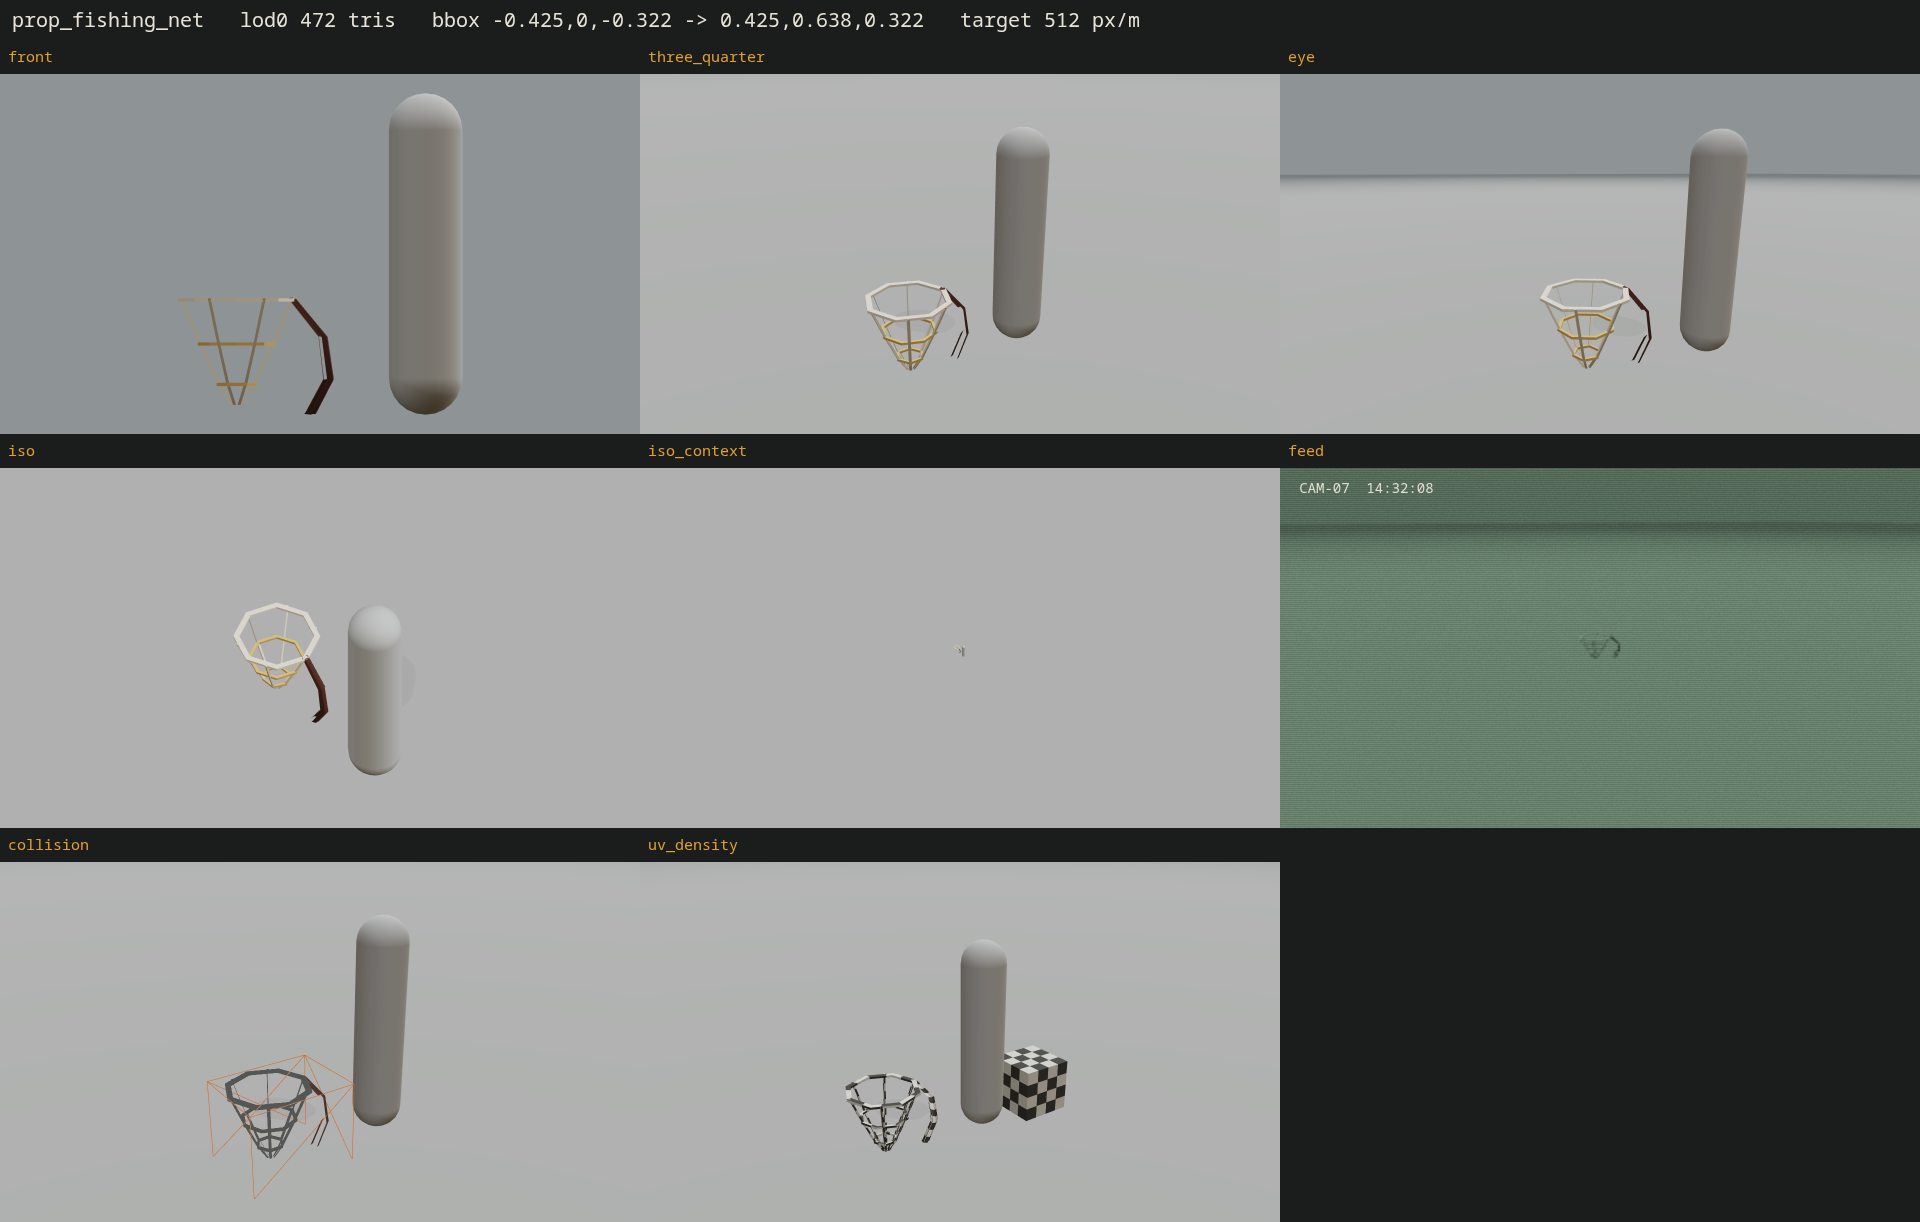 prop_fishing_net lod0 472 tris bbox -0.425,0,-0.322 -> 0.425,0.638,0.322 target 512 px/m
front
three_quarter
eye
iso
iso_context
feed
CAM-07 14:32:08
collision
uv_density